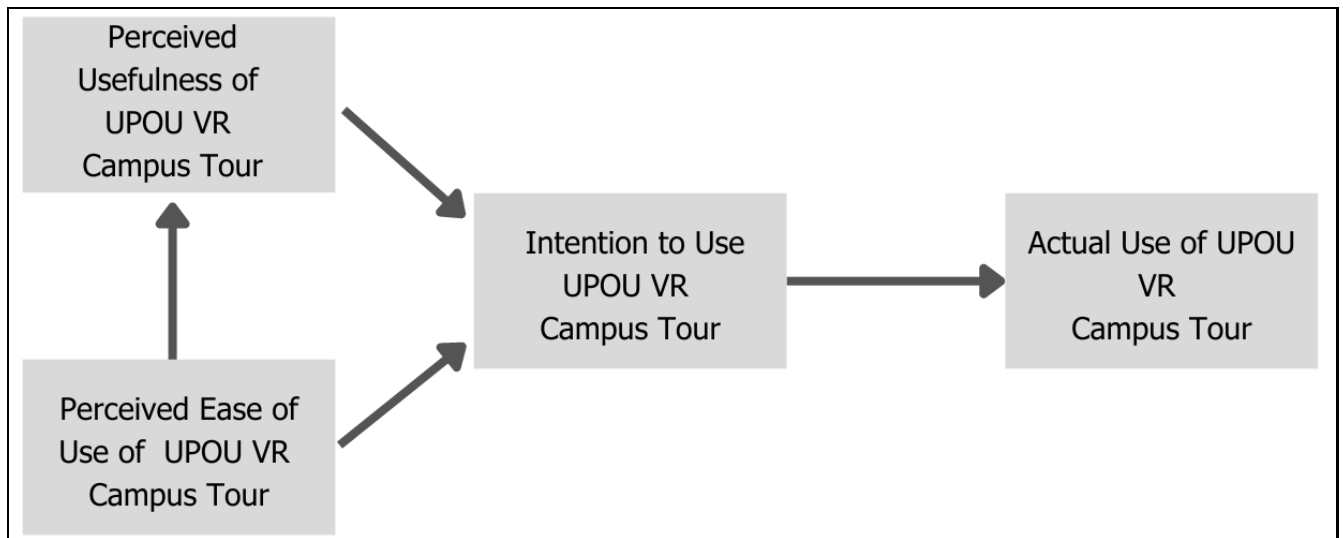 Perceived
Usefulness of
UPOU VR
Campus Tour
Perceived Ease of
Use of UPOU VR
Campus Tour
Intention to Use
UPOU VR
Campus Tour
Actual Use of UPOU
VR
Campus Tour